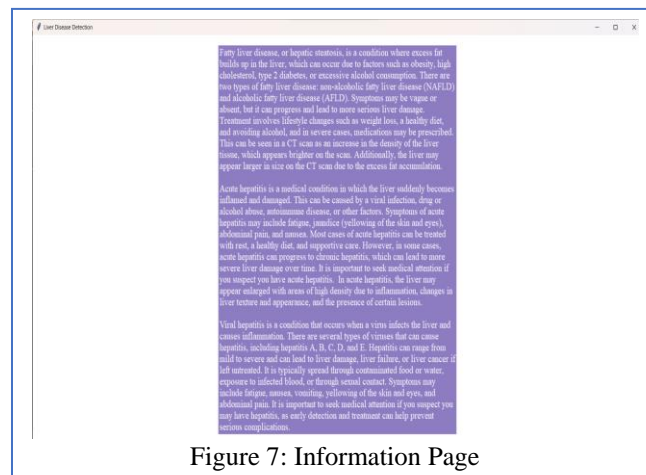 Liver Disease Detection
Fatty liver disease, or hepatic steatosis, is a condition where excess fat
builds up in the liver, which can occur due to factors such as obesity, high
cholesterol, type 2 diabetes, or excessive alcohol consumption. There are
two types of fatty liver disease: non-alcoholic fatty liver disease (NAFLD)
and alcoholic fatty liver disease (AFLD). Symptoms may be vague or
absent, but it can progress and lead to more serious liver damage.
Treatment involves lifestyle changes such as weight loss, a healthy diet,
and avoiding alcohol, and in severe cases, medications may be prescribed.
This can be seen in a CT scan as an increase in the density of the liver
tissue, which appears brighter on the scan. Additionally, the liver may
appear larger in size on the CT scan due to the excess fat accumulation.
Acute hepatitis is a medical condition in which the liver suddenly becomes
inflamed and damaged. This can be caused by a viral infection, drug or
alcohol abuse, autoimmune disease, or other factors. Symptoms of acute
hepatitis may include fatigue, jaundice (yellowing of the skin and eyes),
abdominal pain, and nausea. Most cases of acute hepatitis can be treated
with rest, a healthy diet, and supportive care. However, in some cases,
acute hepatitis can progress to chronic hepatitis, which can lead to more
severe liver damage over time. It is important to seek medical attention if
you suspect you have acute hepatitis. In acute hepatitis, the liver may
appear enlarged with areas of high density due to inflammation, changes in
liver texture and appearance, and the presence of certain lesions.
Viral hepatitis is a condition that occurs when a virus infects the liver and
causes inflammation. There are several types of viruses that can cause
hepatitis, including hepatitis A, B, C, D, and E. Hepatitis can range from
mild to severe and can lead to liver damage, liver failure, or liver cancer if
left untreated. It is typically spread through contaminated food or water,
exposure to infected blood, or through sexual contact. Symptoms may
include fatigue, nausea, vomiting, yellowing of the skin and eyes, and
abdominal pain. It is important to seek medical attention if you suspect you
may have hepatitis, as early detection and treatment can help prevent
serious complications.
Figure 7: Information Page